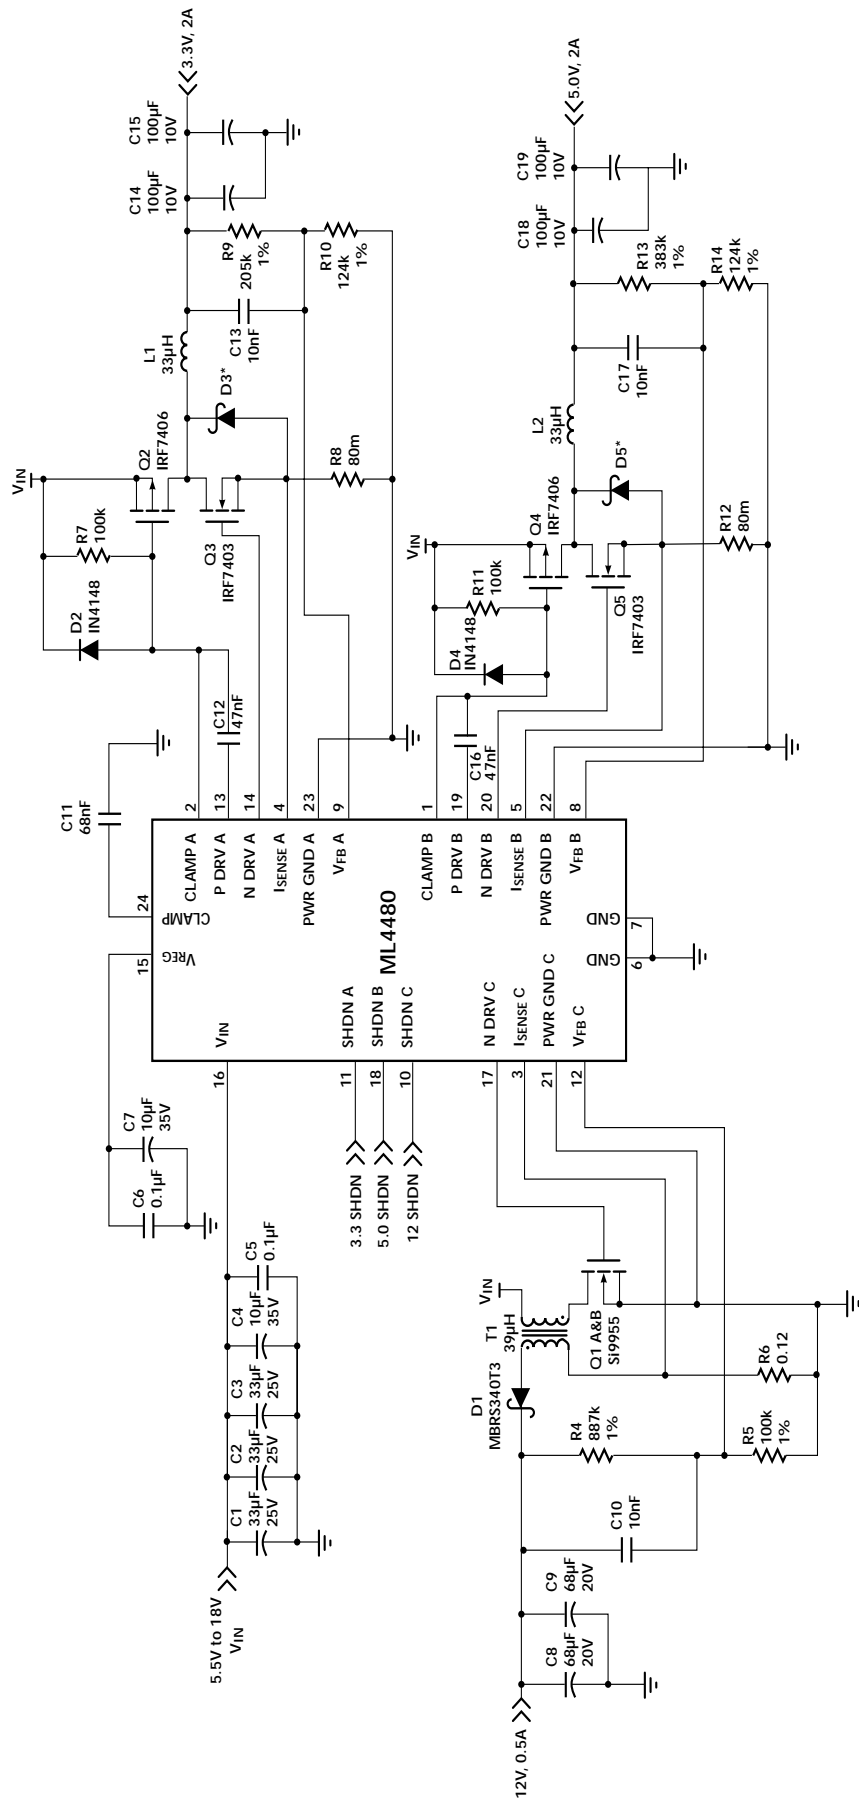 3.3V, 2A
C15
100µF
10V
C14
100µF
10V
R9
205k
1%
R10
124k
1%
C13
10nF
L1
33µH
D3*
R8
80m
VIN
Q2
IRF7406
R7
100k
Q3
IRF7403
D2
IN4148
C12
47nF
C11
68nF
5.0V, 2A
C19
100µF
10V
C18
100µF
10V
R13
383k
1%
R14
124k
1%
C17
10nF
L2
33µH
D5*
R12
80m
VIN
Q4
IRF7406
R11
100k
Q5
IRF7403
D4
IN4148
C16
47nF
24
CLAMP
15
VREG
2
CLAMP A
13
P DRV A
14
N DRV A
4
ISENSE A
23
PWR GND A
9
VFB A
1
CLAMP B
19
P DRV B
20
N DRV B
5
ISENSE B
22
PWR GND B
8
VFB B
ML4480
GND
7
GND
6
VIN
16
SHDN A
11
SHDN B
18
SHDN C
10
N DRV C
17
ISENSE C
3
PWR GND C
21
VFB C
12
3.3 SHDN
5.0 SHDN
12 SHDN
C7
10µF
35V
C6
0.1µF
C5
0.1µF
C4
10µF
35V
C3
33µF
25V
C2
33µF
25V
C1
33µF
25V
5.5V to 18V
VIN
VIN
T1
39µH
Q1 A&B
Si9955
D1
MBRS340T3
R6
0.12
R4
887k
1%
R5
100k
1%
C10
10nF
C9
68µF
20V
C8
68µF
20V
12V, 0.5A